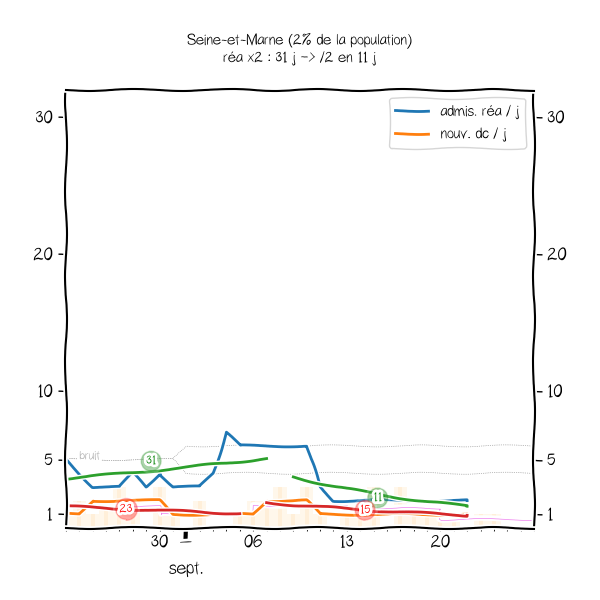 Seine-et-Marne (2% de la population)
réa x2 : 31 j -> /2 en 11 j
admis. réa / j
nouv. dc / j
30 30
20 20
10 10
5 bruit 31 5
11
1 23 15 1
30 06 13 20
sept.